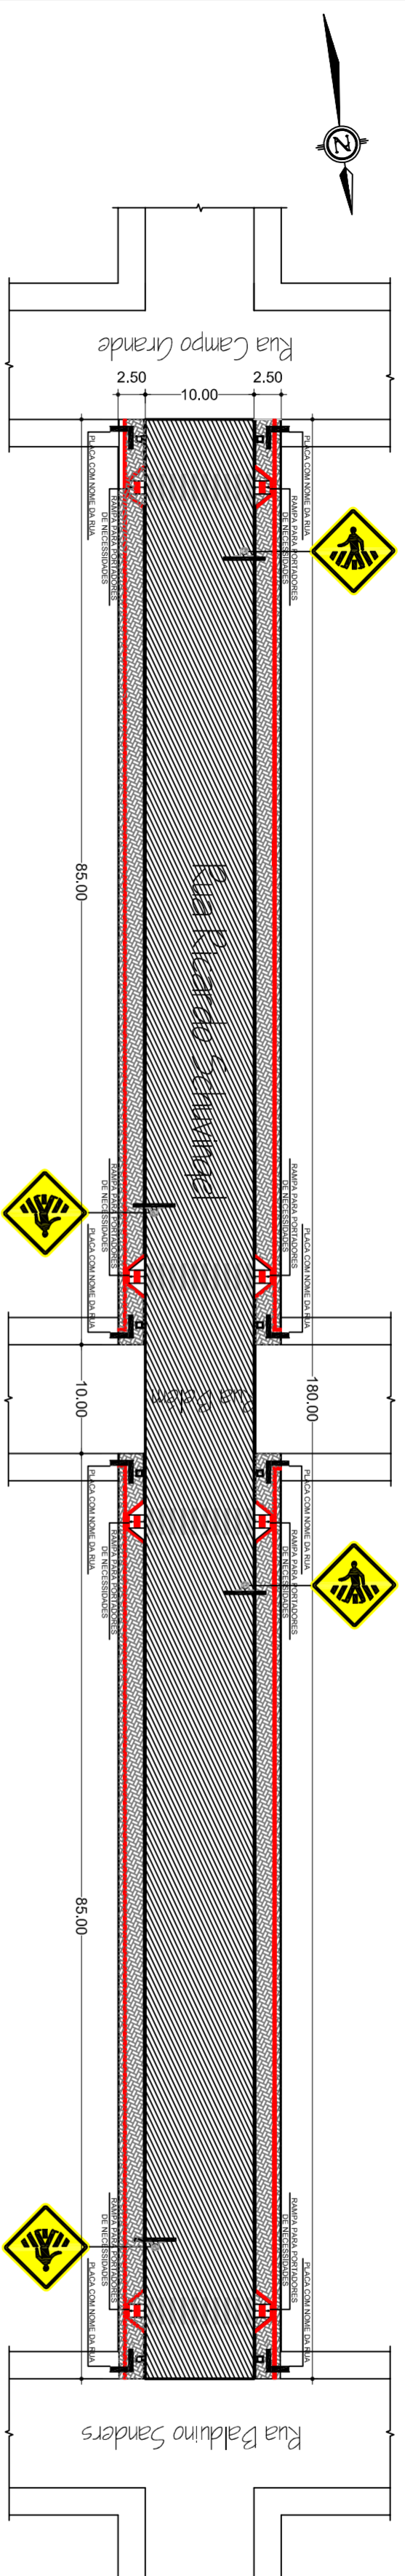 N
Rua Campo Grande
2.50
10.00
2.50
PLACA COM NOME DA RUA
RAMPA PARA PORTADORES
DE NECESSIDADES
RAMPA PARA PORTADORES
DE NECESSIDADES
PLACA COM NOME DA RUA
85.00
Rua Ricardo Schuvingel
RAMPA PARA PORTADORES
DE NECESSIDADES
PLACA COM NOME DA RUA
RAMPA PARA PORTADORES
DE NECESSIDADES
PLACA COM NOME DA RUA
10.00
Rua Belém
180.00
PLACA COM NOME DA RUA
RAMPA PARA PORTADORES
DE NECESSIDADES
RAMPA PARA PORTADORES
DE NECESSIDADES
PLACA COM NOME DA RUA
85.00
RAMPA PARA PORTADORES
DE NECESSIDADES
PLACA COM NOME DA RUA
RAMPA PARA PORTADORES
DE NECESSIDADES
PLACA COM NOME DA RUA
Rua Balduino Sanders